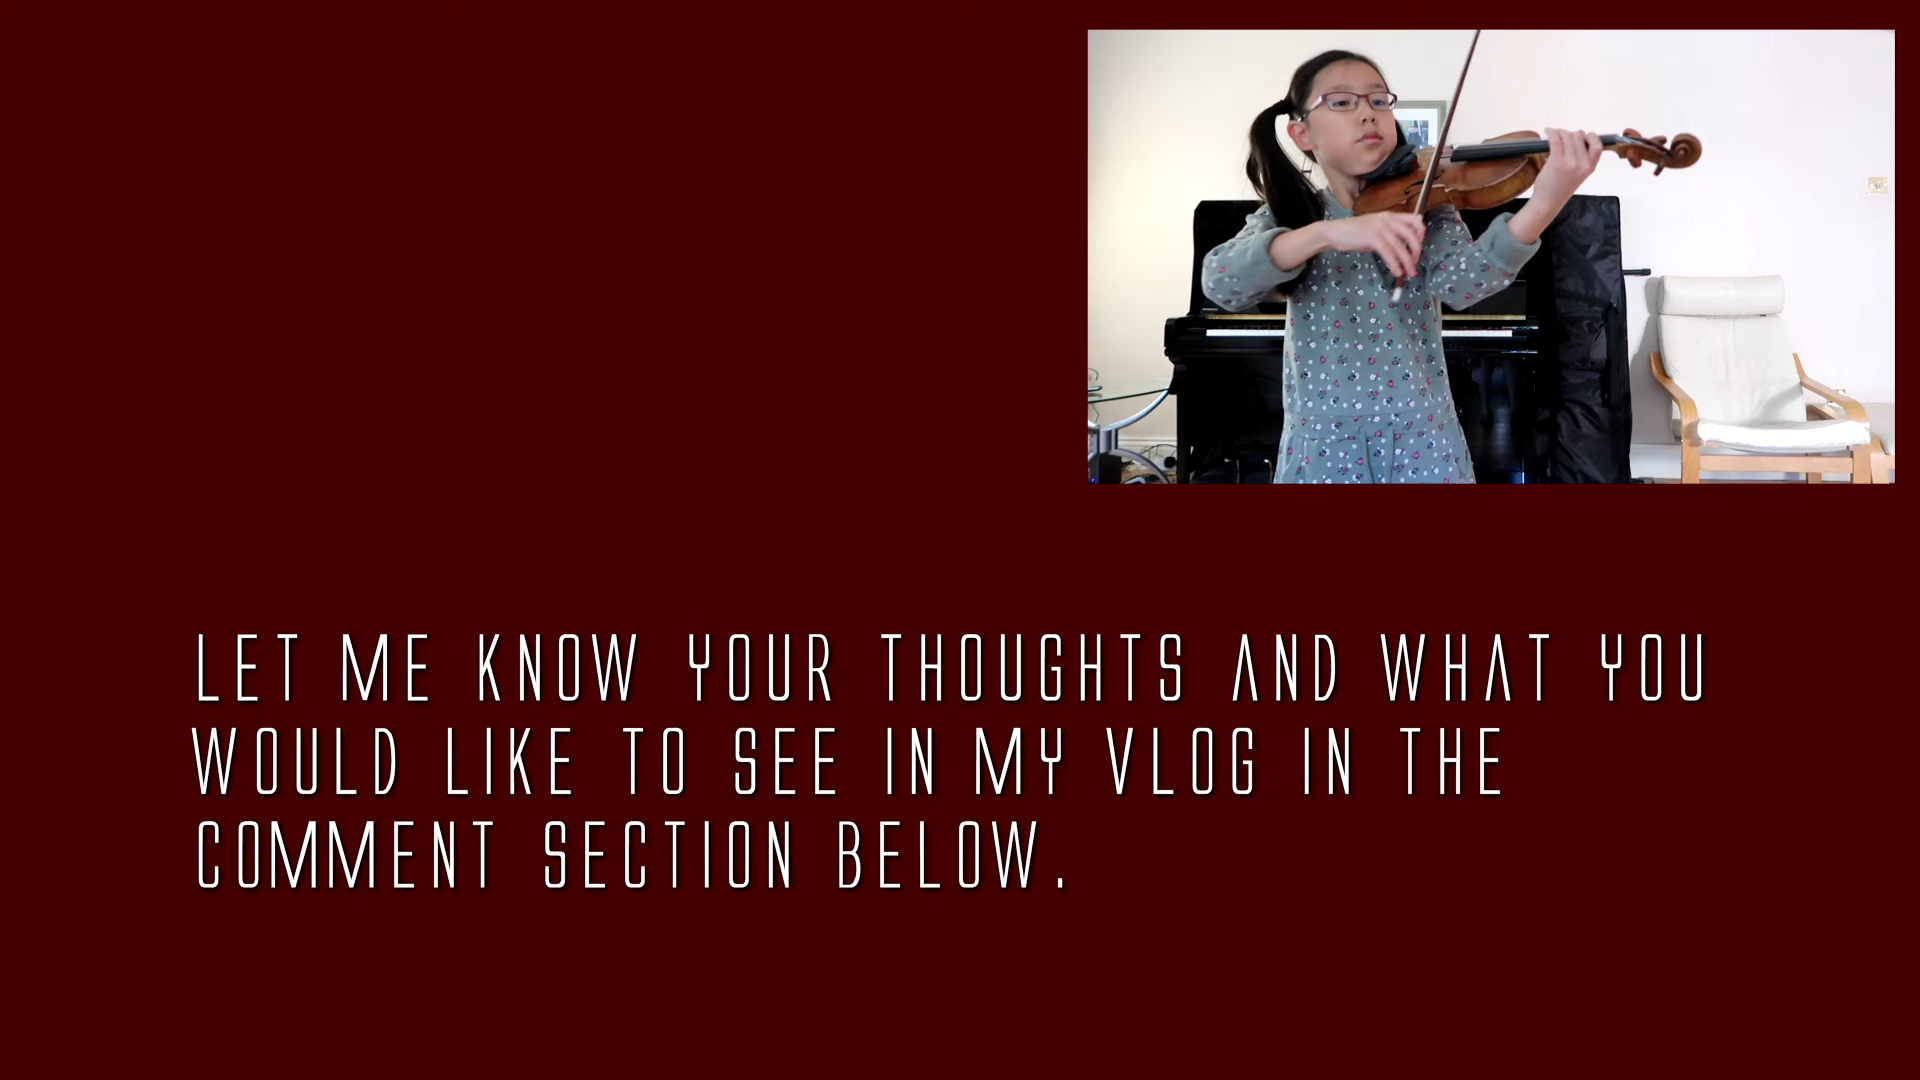 LET ME KNOW YOUR THOUGHTS AND WHAT YOU
WOULD LIKE TO SEE IN MY VLOG IN THE
COMMENT SECTION BELOW.